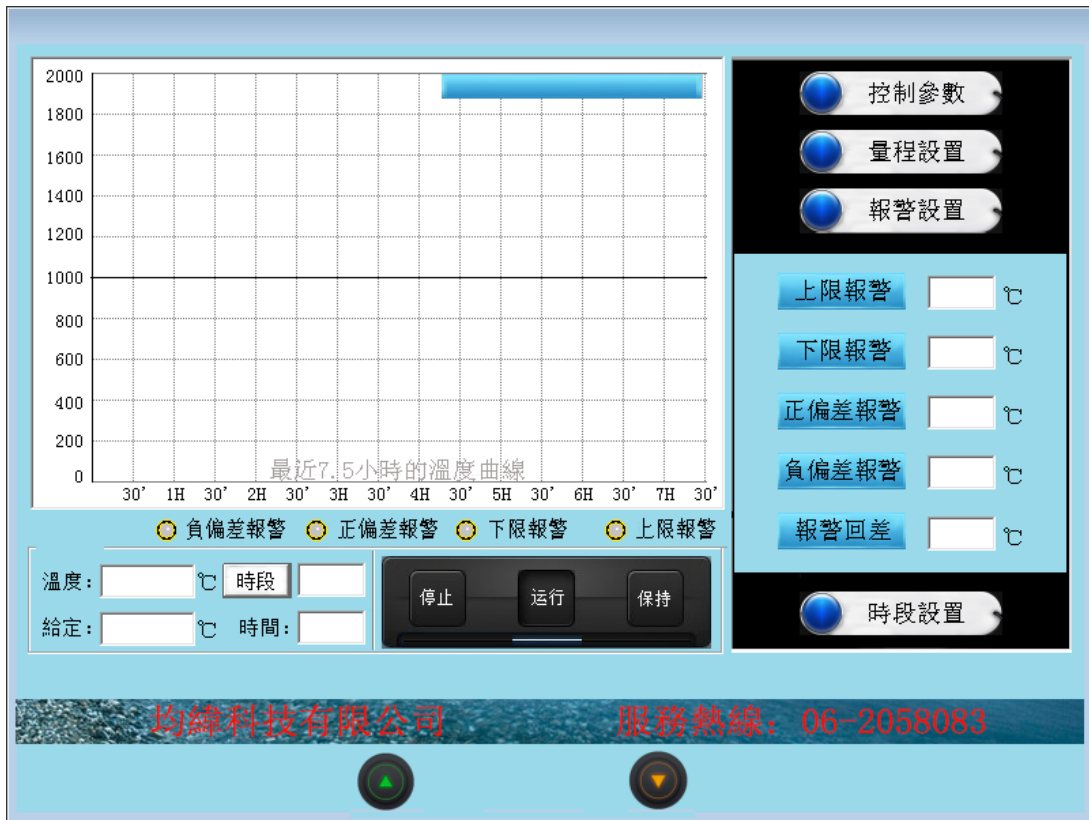 2000
1800
1600
1400
1200
1000
800
600
400
200
0
最近7.5小時的溫度曲線
30’ 1H 30’ 2H 30’ 3H 30’ 4H 30’ 5H 30’ 6H 30’ 7H 30’
負偏差報警 正偏差報警 下限報警 上限報警
溫度: ℃ 時段
給定: ℃ 時間:
停止 运行 保持
控制參數
量程設置
報警設置
上限報警 ℃
下限報警 ℃
正偏差報警 ℃
負偏差報警 ℃
報警回差 ℃
時段設置
均緯科技有限公司 服務熱線: 06-2058083